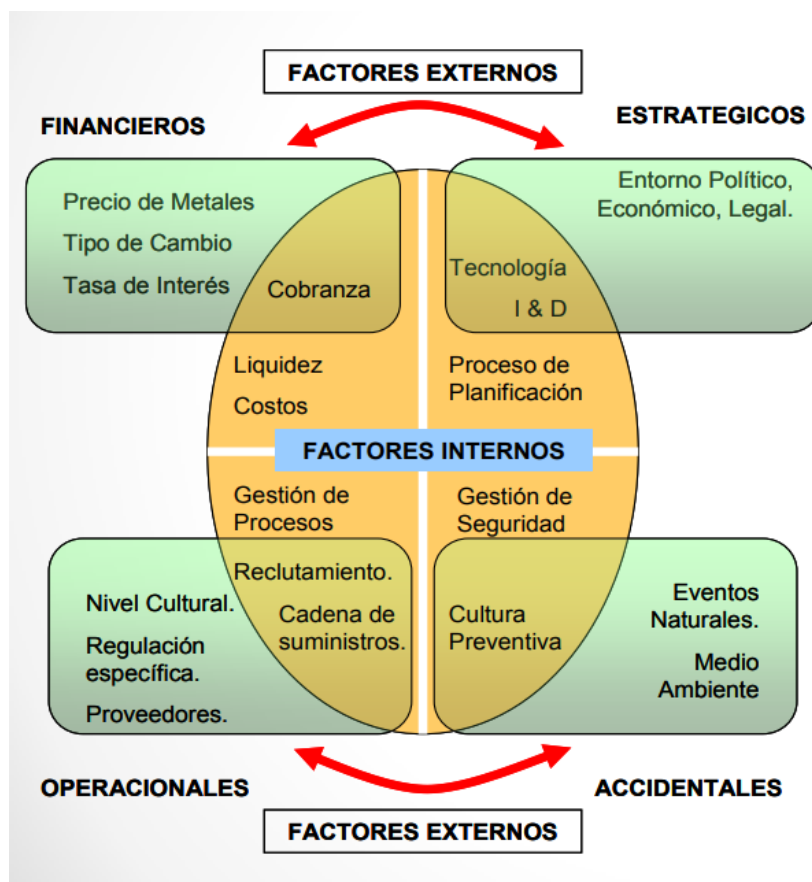 FACTORES EXTERNOS
FINANCIEROS
ESTRATEGICOS
Precio de Metales
Tipo de Cambio
Tasa de Interés
Cobranza
Liquidez
Costos
Entorno Político,
Económico, Legal.
Tecnología
I & D
Proceso de
Planificación
FACTORES INTERNOS
Gestión de
Procesos
Reclutamiento.
Cadena de
suministros.
Nivel Cultural.
Regulación
específica.
Proveedores.
Gestión de
Seguridad
Cultura
Preventiva
Eventos
Naturales.
Medio
Ambiente
OPERACIONALES
ACCIDENTALES
FACTORES EXTERNOS